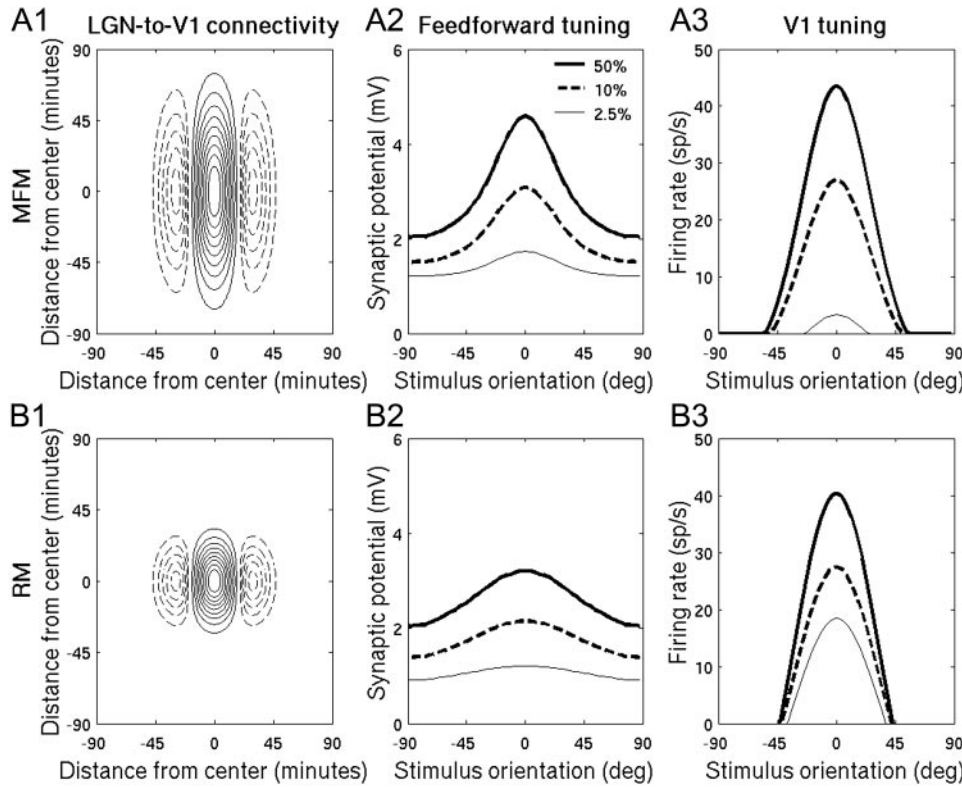 A1
LGN-to-V1 connectivity
A2
Feedforward tuning
A3
V1 tuning
MFM
Distance from center (minutes)
90
45
0
-45
-90
-90 -45 0 45 90
Distance from center (minutes)
Synaptic potential (mV)
6
4
2
0
50%
10%
2.5%
-90 -45 0 45 90
Stimulus orientation (deg)
Firing rate (sp/s)
50
40
30
20
10
0
-90 -45 0 45 90
Stimulus orientation (deg)
B1
B2
B3
RM
Distance from center (minutes)
90
45
0
-45
-90
-90 -45 0 45 90
Distance from center (minutes)
Synaptic potential (mV)
6
4
2
0
-90 -45 0 45 90
Stimulus orientation (deg)
Firing rate (sp/s)
50
40
30
20
10
0
-90 -45 0 45 90
Stimulus orientation (deg)